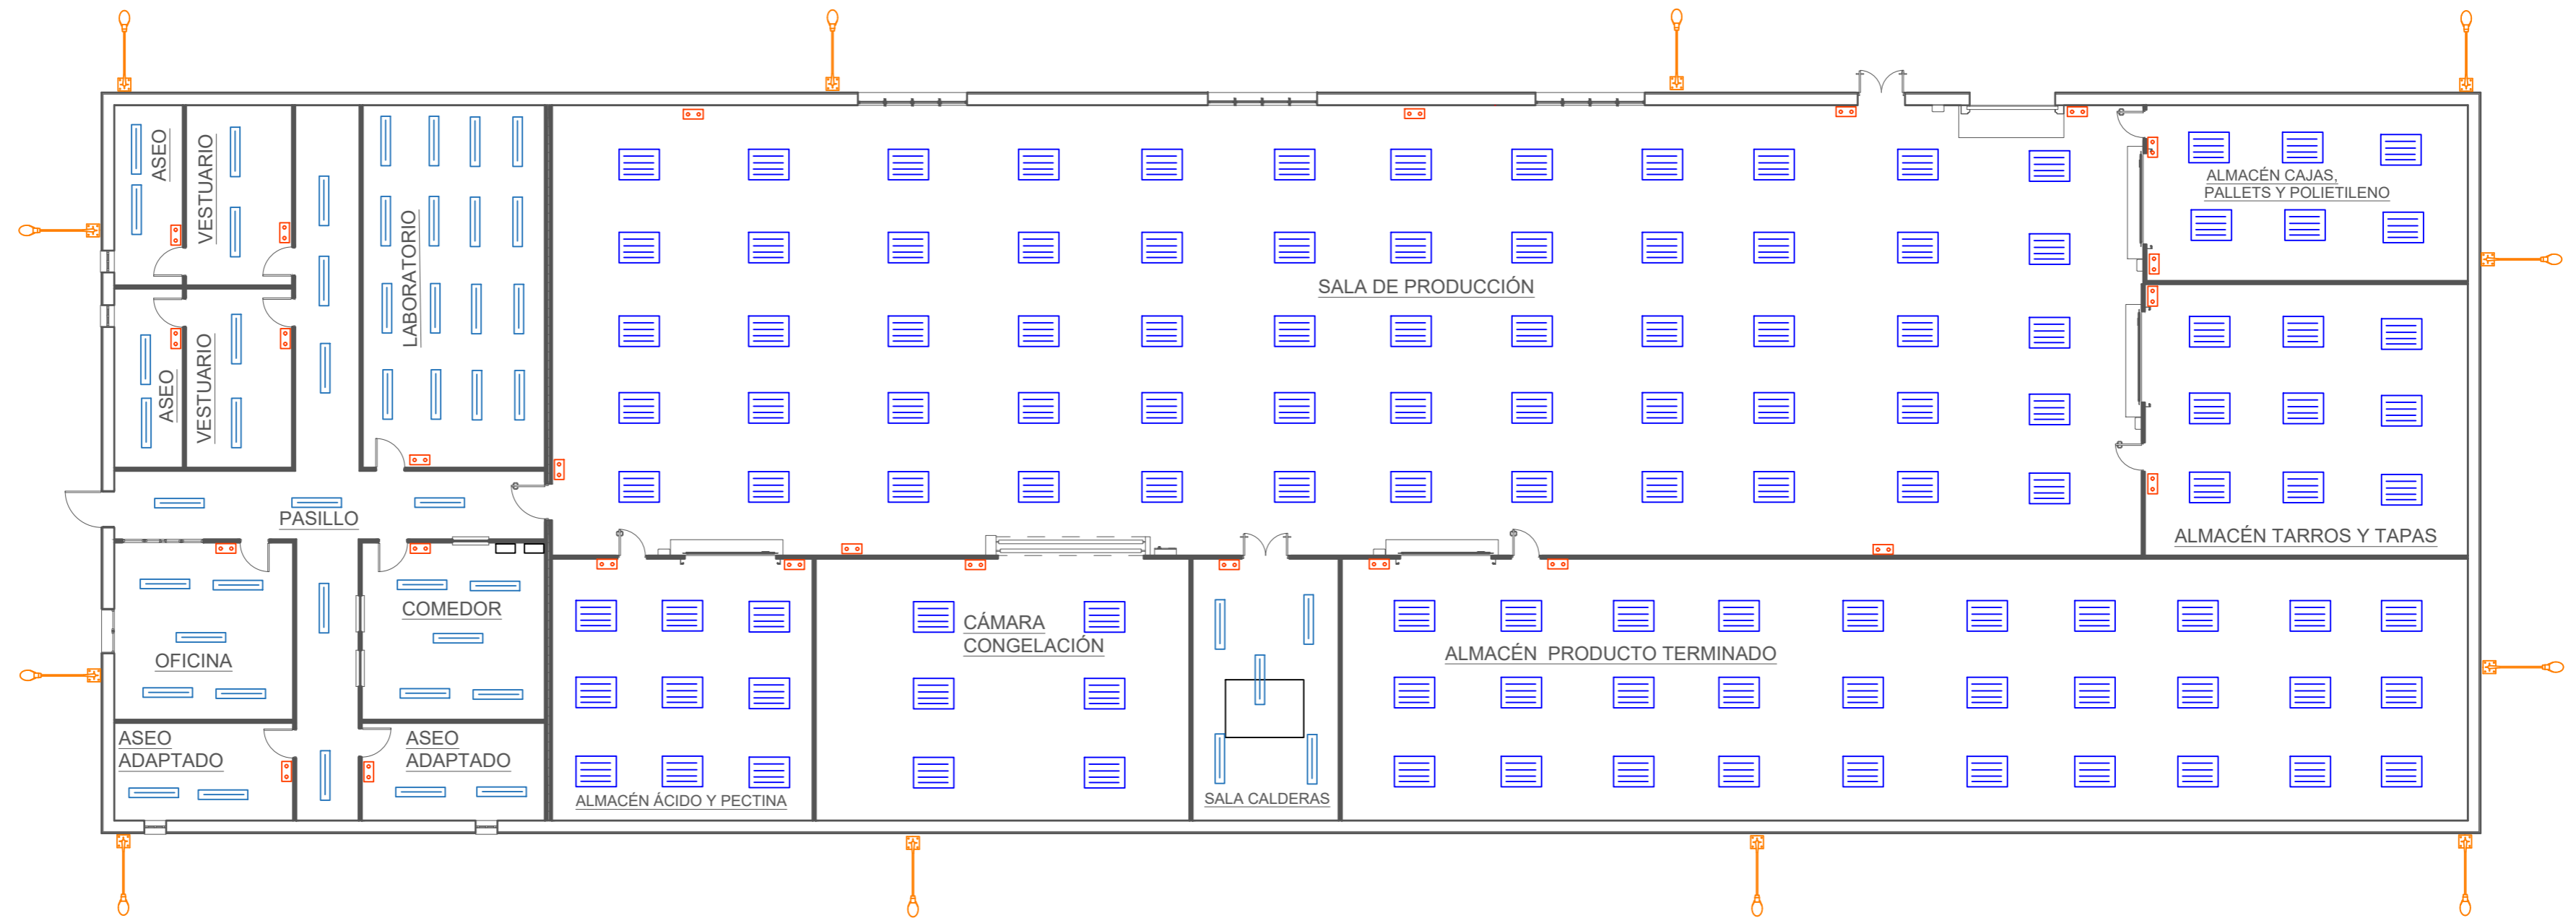 ASEO
VESTUARIO
LABORATORIO
SALA DE PRODUCCIÓN
ALMACÉN CAJAS,
PALLETS Y POLIETILENO
ASEO
VESTUARIO
PASILLO
ALMACÉN TARROS Y TAPAS
OFICINA
COMEDOR
CÁMARA
CONGELACIÓN
ALMACÉN PRODUCTO TERMINADO
ASEO
ADAPTADO
ASEO
ADAPTADO
ALMACÉN ÁCIDO Y PECTINA
SALA CALDERAS